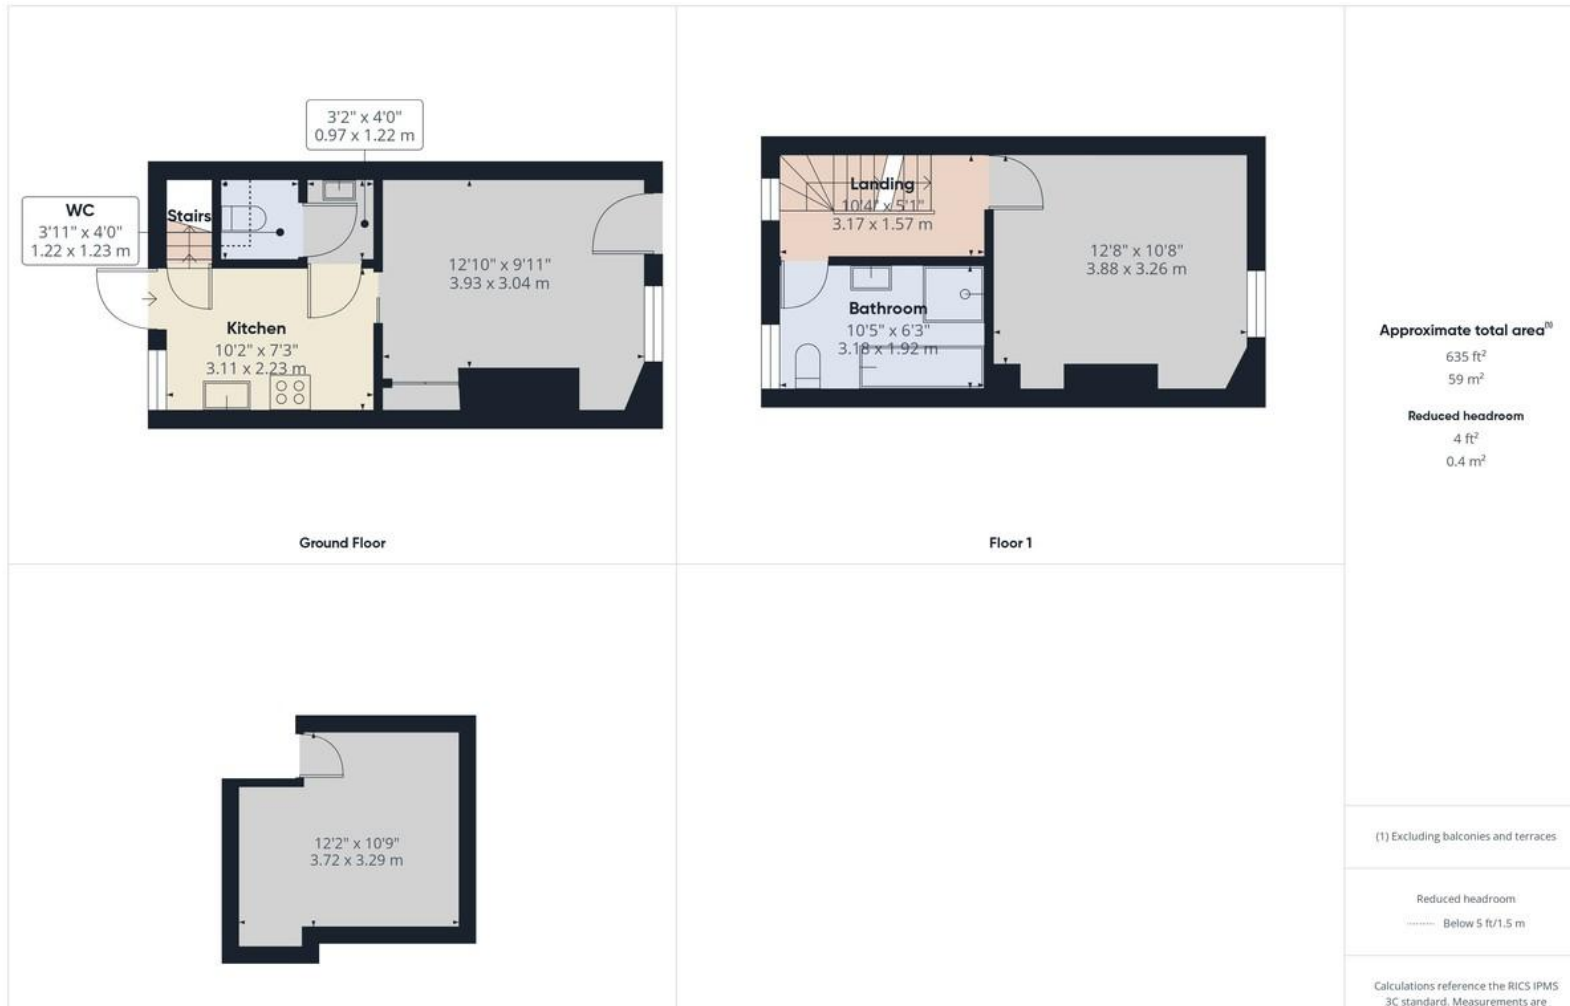 3'2" x 4'0"
0.97 x 1.22 m
WC
3'11" x 4'0"
1.22 x 1.23 m
Stairs
12'10" x 9'11"
3.93 x 3.04 m
Kitchen
10'2" x 7'3"
3.11 x 2.23 m
Ground Floor
Landing
10'4" x 5'1"
3.17 x 1.57 m
12'8" x 10'8"
3.88 x 3.26 m
Bathroom
10'5" x 6'3"
3.18 x 1.92 m
Floor 1
12'2" x 10'9"
3.72 x 3.29 m
Approximate total area(1)
635 ft²
59 m²
Reduced headroom
4 ft²
0.4 m²
(1) Excluding balconies and terraces
Reduced headroom
Below 5 ft/1.5 m
Calculations reference the RICS IPMS
3C standard. Measurements are